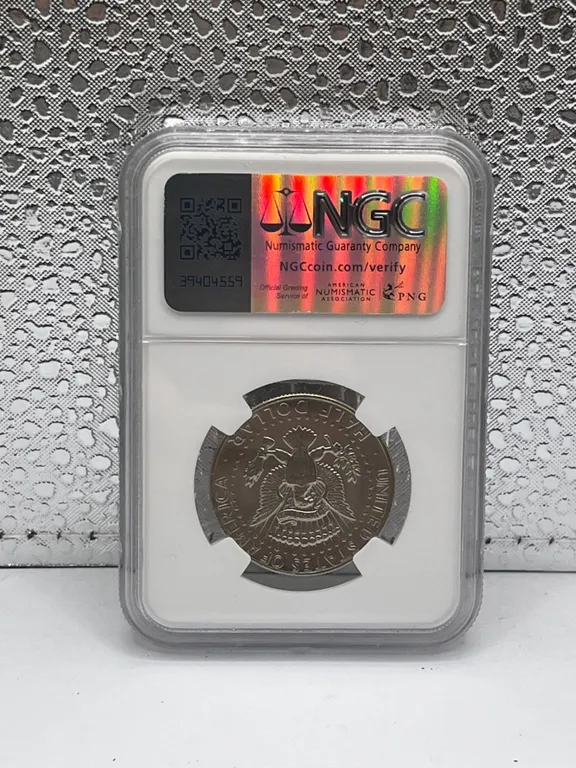 NGC
Numismatic Guaranty Company
NGCcoin.com/verify
39404559
Official Grading
Service of
AMERICAN
NUMISMATIC
ASSOCIATION
PNG
HALF DOLLAR
UNITED STATES OF AMERICA